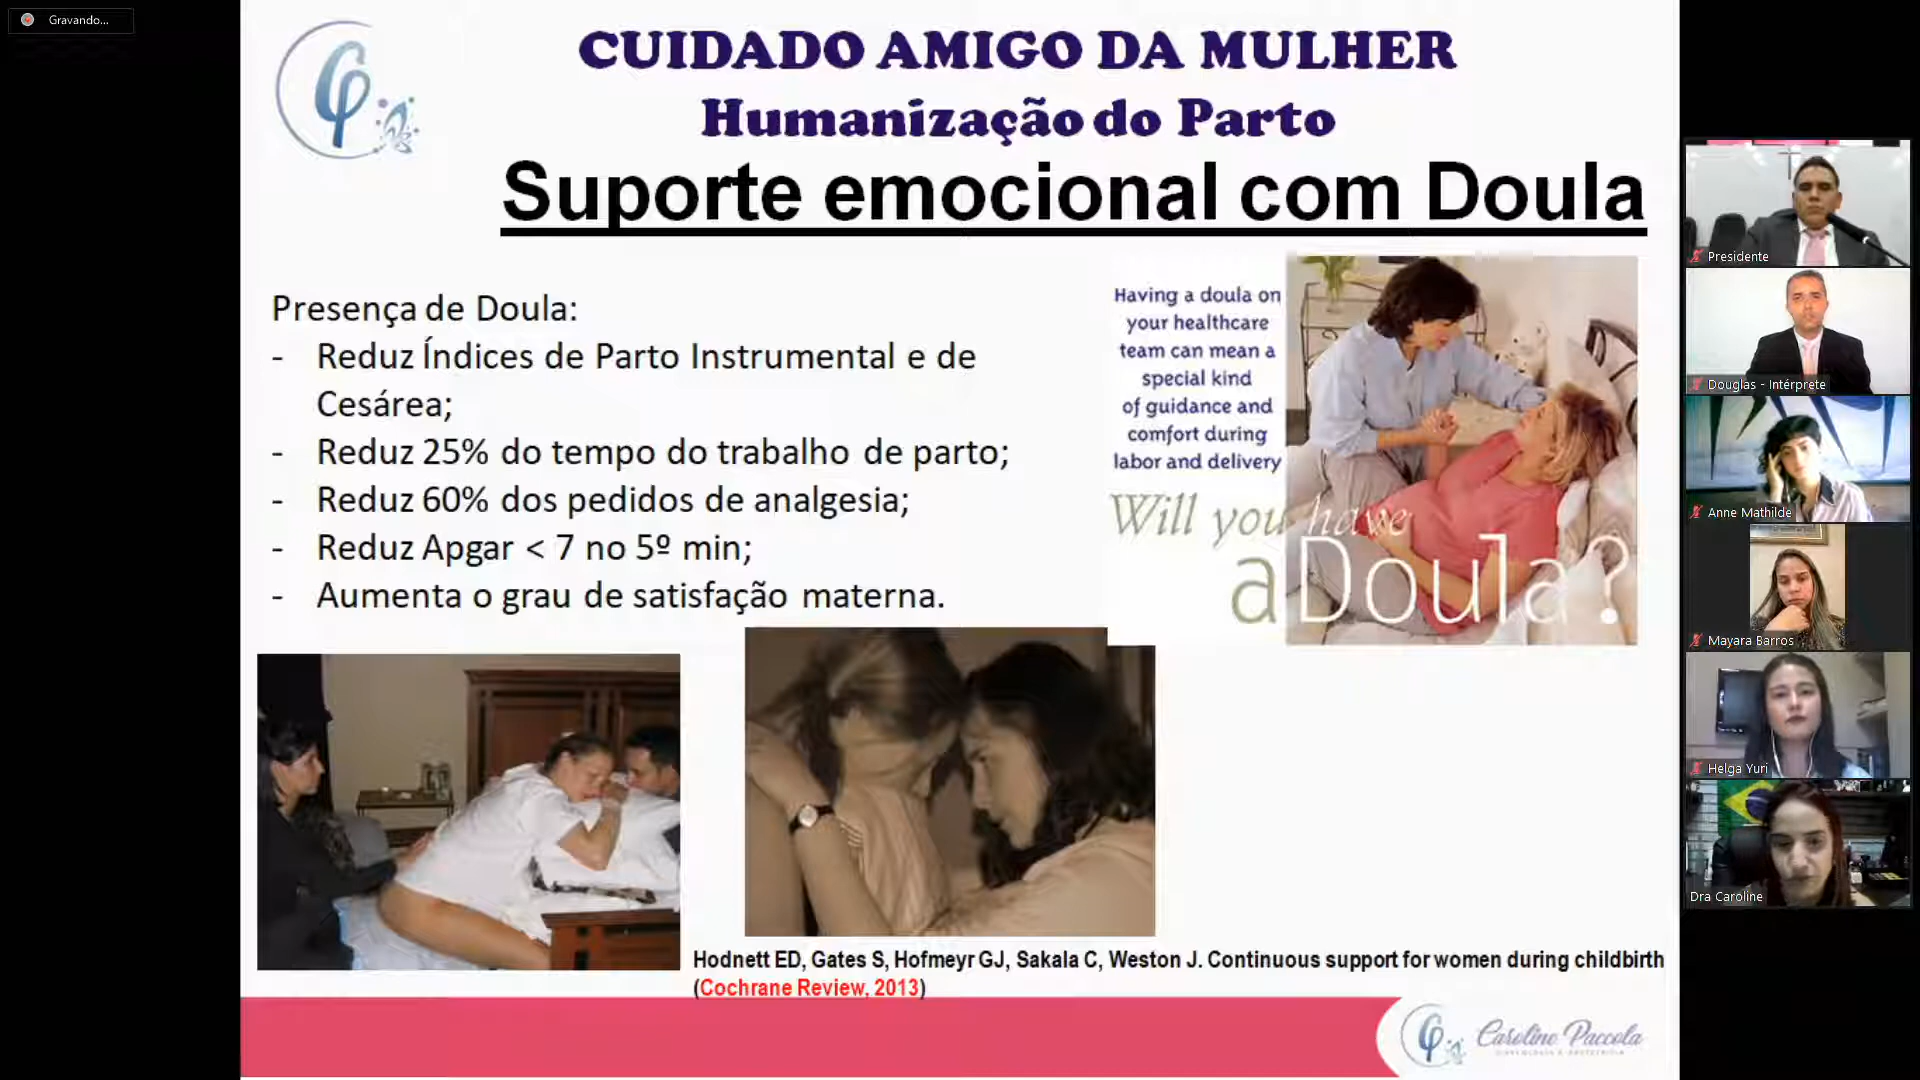 Gravando...
CUIDADO AMIGO DA MULHER
Humanização do Parto
Suporte emocional com Doula
Presença de Doula:
- Reduz Índices de Parto Instrumental e de
Cesárea;
- Reduz 25% do tempo do trabalho de parto;
- Reduz 60% dos pedidos de analgesia;
- Reduz Apgar < 7 no 5º min;
- Aumenta o grau de satisfação materna.
Having a doula on
your healthcare
team can mean a
special kind
of guidance and
comfort during
labor and delivery
Will you have
a Doula?
Hodnett ED, Gates S, Hofmeyr GJ, Sakala C, Weston J. Continuous support for women during childbirth
(Cochrane Review, 2013)
Caroline Paccola
Presidente
Douglas - Intérprete
Anne Mathilde
Mayara Barros
Helga Yuri
Dra Caroline